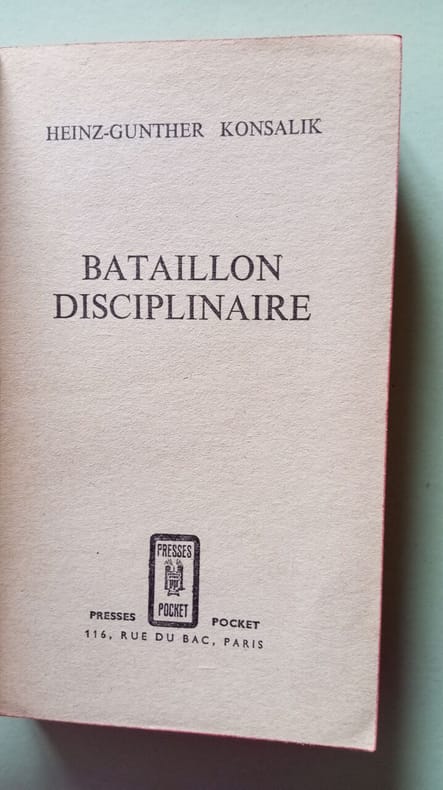 HEINZ-GUNTHER KONSALIK
BATAILLON
DISCIPLINAIRE
PRESSES
POCKET
PRESSES POCKET
116, RUE DU BAC, PARIS